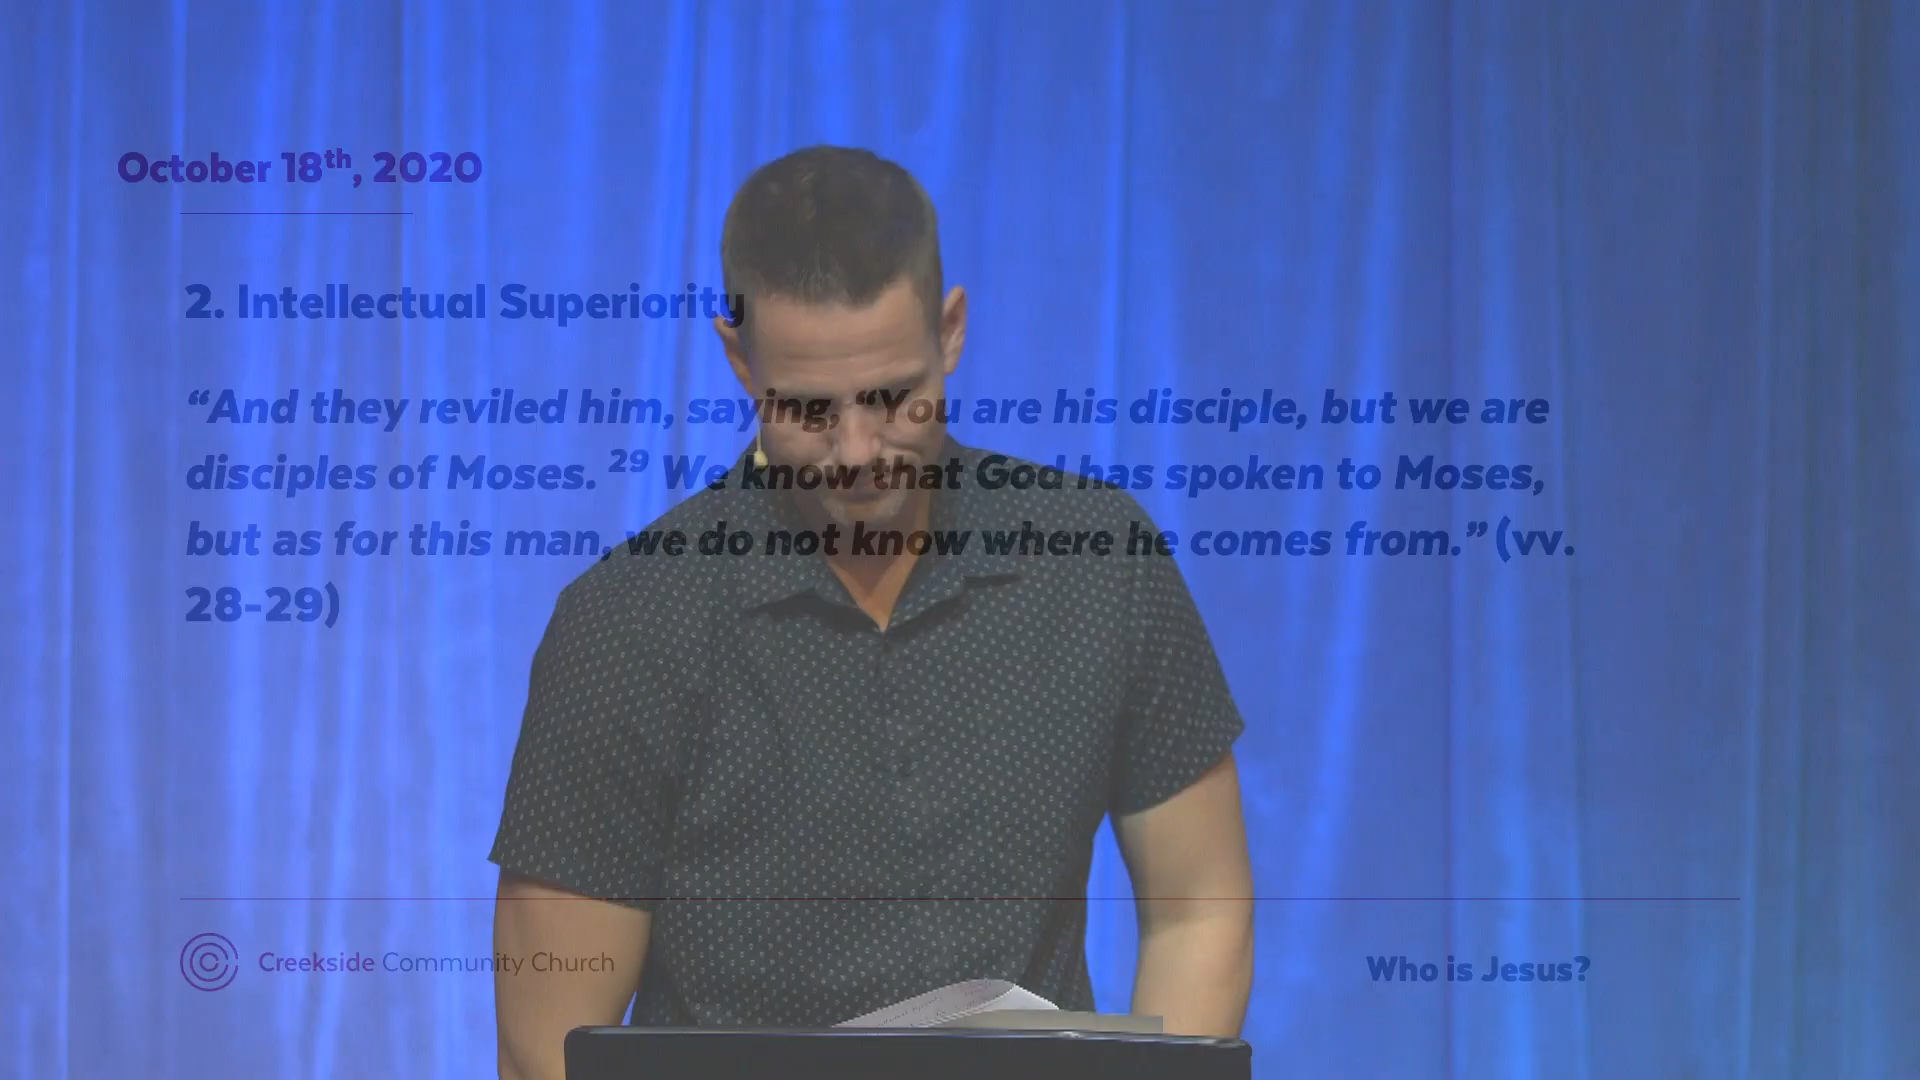 October 18th, 2020
2. Intellectual Superiority
“And they reviled him, saying, “You are his disciple, but we are
disciples of Moses. 29 We know that God has spoken to Moses,
but as for this man, we do not know where he comes from.” (vv.
28-29)
Creekside Community Church
Who is Jesus?